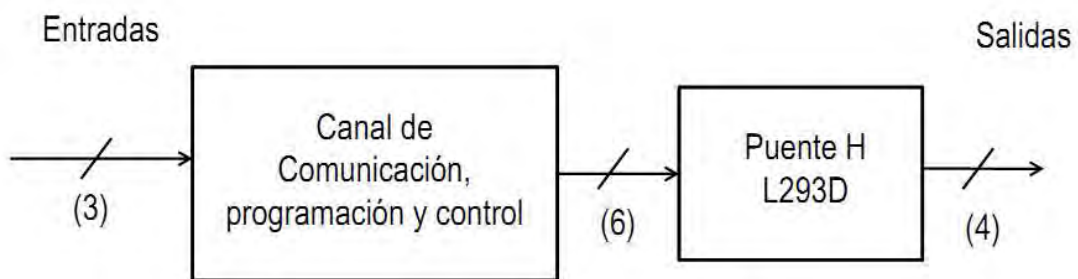 Entradas
Salidas
Canal de
Comunicación,
programación y control
Puente H
L293D
(3)
(6)
(4)